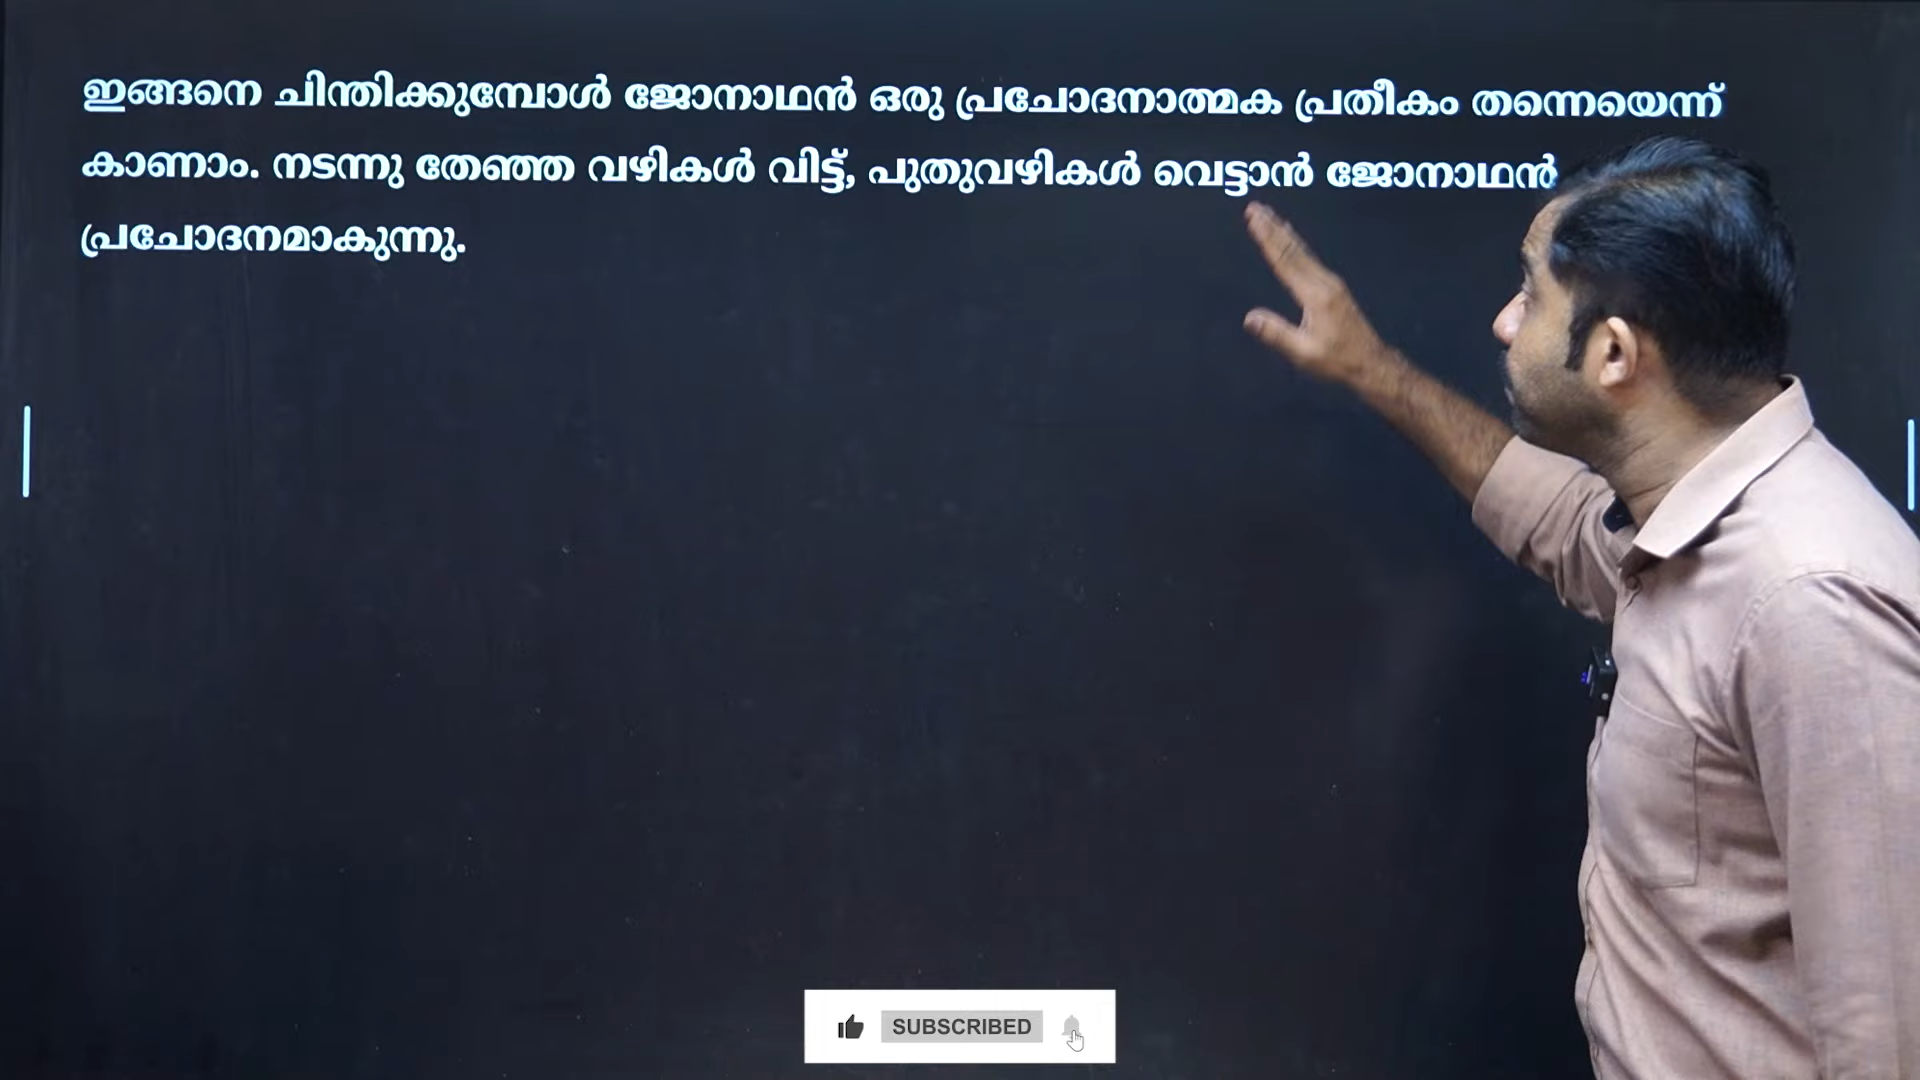 ഇങ്ങനെ ചിന്തിക്കുമ്പോൾ ജോനാഥൻ ഒരു പ്രചോദനാത്മക പ്രതീകം തന്നെയെന്ന്
കാണാം. നടന്നു തേഞ്ഞ വഴികൾ വിട്ട്, പുതുവഴികൾ വെട്ടാൻ ജോനാഥൻ
പ്രചോദനമാകുന്നു.
SUBSCRIBED